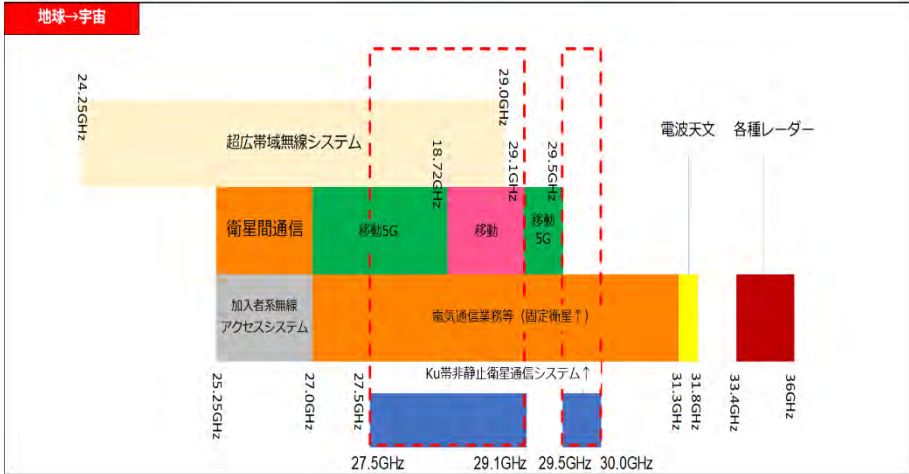 地球→宇宙
24.25GHz
29.0GHz
超広帯域無線システム
18.72GHz
29.1GHz
29.5GHz
電波天文
各種レーダー
衛星間通信
移動5G
移動
移動
5G
加入者系無線
アクセスシステム
電気通信業務等（固定衛星↑）
Ku帯非静止衛星通信システム↑
25.25GHz
27.0GHz
27.5GHz
31.3GHz
31.8GHz
33.4GHz
36GHz
27.5GHz
29.1GHz
29.5GHz
30.0GHz